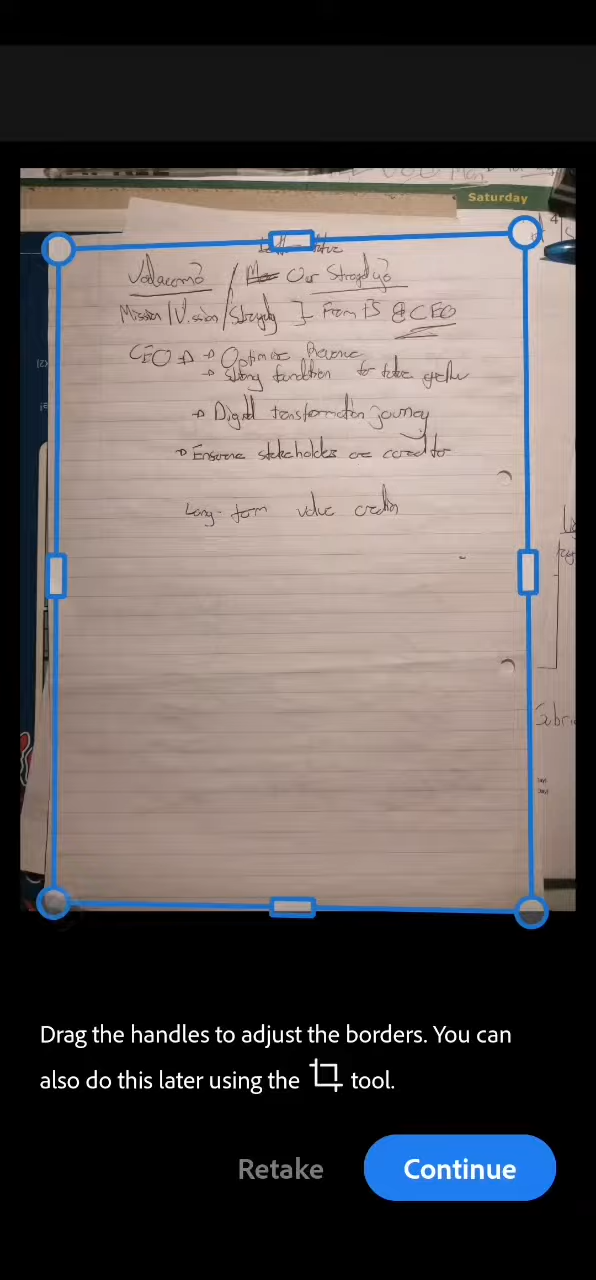 Saturday
Vodacom? / Our Strategy?
Mission / Vision / Strategy } From FS & CEO
CEO → → Optimise Revenue
→ Strong function for future growth
→ Digital transformation journey
→ Ensure stakeholders are cared for
Long-term value creation
Drag the handles to adjust the borders. You can
also do this later using the tool.
Retake Continue